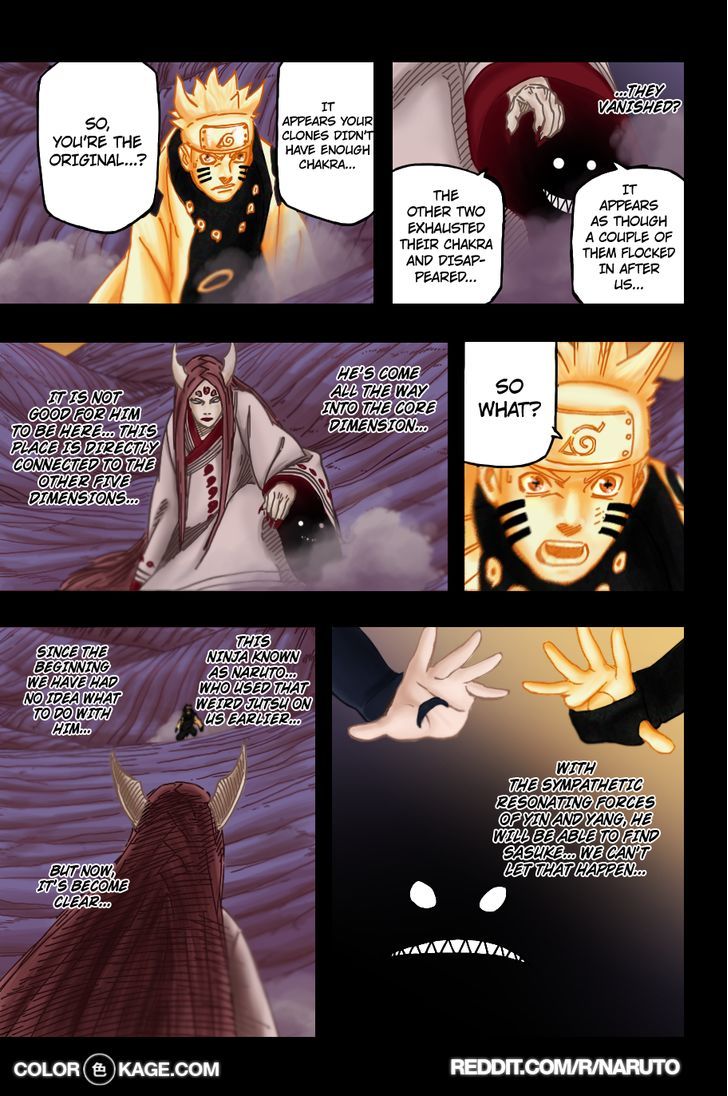 ...THEY
VANISHED?
IT
APPEARS
AS THOUGH
A COUPLE OF
THEM FLOCKED
IN AFTER
US...
THE
OTHER TWO
EXHAUSTED
THEIR CHAKRA
AND DISAP-
PEARED...
IT
APPEARS YOUR
CLONES DIDN'T
HAVE ENOUGH
CHAKRA...
SO,
YOU'RE THE
ORIGINAL...?
SO
WHAT?
HE'S COME
ALL THE WAY
INTO THE CORE
DIMENSION...
IT IS NOT
GOOD FOR HIM
TO BE HERE... THIS
PLACE IS DIRECTLY
CONNECTED TO THE
OTHER FIVE
DIMENSIONS...
WITH
THE SYMPATHETIC
RESONATING FORCES
OF YIN AND YANG, HE
WILL BE ABLE TO FIND
SASUKE... WE CAN'T
LET THAT HAPPEN...
THIS
NINJA KNOWN
AS NARUTO...
WHO USED THAT
WEIRD JUTSU ON
US EARLIER...
SINCE THE
BEGINNING
WE HAVE HAD
NO IDEA WHAT
TO DO WITH
HIM...
BUT NOW,
IT'S BECOME
CLEAR...
COLOR 色 KAGE.COM
REDDIT.COM/R/NARUTO